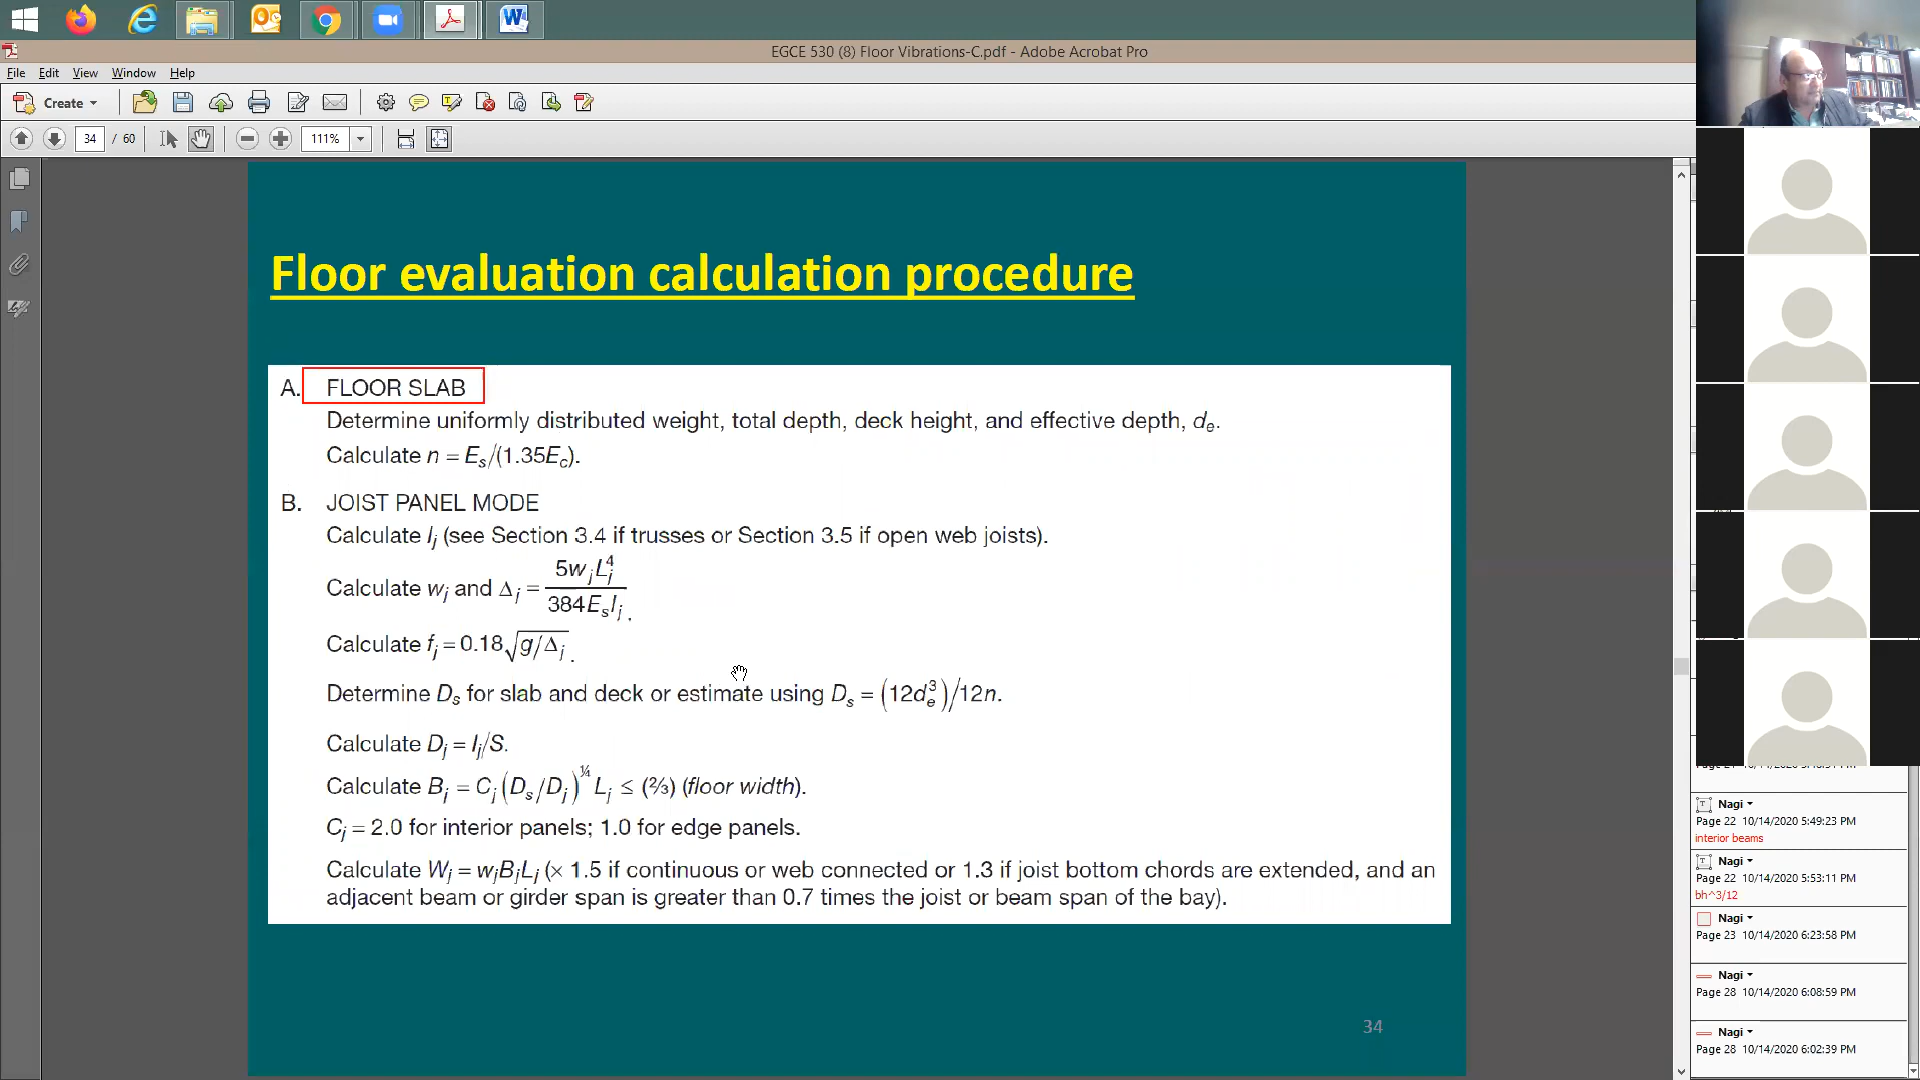 EGCE 530 (8) Floor Vibrations-C.pdf - Adobe Acrobat Pro
File Edit View Window Help
Create
34 / 60 111%
Floor evaluation calculation procedure
A. FLOOR SLAB
Determine uniformly distributed weight, total depth, deck height, and effective depth, dₑ.
Calculate n = Eₛ/(1.35E_c).
B. JOIST PANEL MODE
Calculate Iⱼ (see Section 3.4 if trusses or Section 3.5 if open web joists).
Calculate wⱼ and Δⱼ = 5wⱼLⱼ⁴ / 384EₛIⱼ.
Calculate fⱼ = 0.18√(g/Δⱼ).
Determine Dₛ for slab and deck or estimate using Dₛ = (12dₑ³)/12n.
Calculate Dⱼ = Iⱼ/S.
Calculate Bⱼ = Cⱼ(Dₛ/Dⱼ)^¼ Lⱼ ≤ (⅔) (floor width).
Cⱼ = 2.0 for interior panels; 1.0 for edge panels.
Calculate Wⱼ = wⱼBⱼLⱼ (× 1.5 if continuous or web connected or 1.3 if joist bottom chords are extended, and an
adjacent beam or girder span is greater than 0.7 times the joist or beam span of the bay).
34
Nagi
Page 22 10/14/2020 5:49:23 PM
interior beams
Nagi
Page 22 10/14/2020 5:53:11 PM
bh^3/12
Nagi
Page 23 10/14/2020 6:23:58 PM
Nagi
Page 28 10/14/2020 6:08:59 PM
Nagi
Page 28 10/14/2020 6:02:39 PM